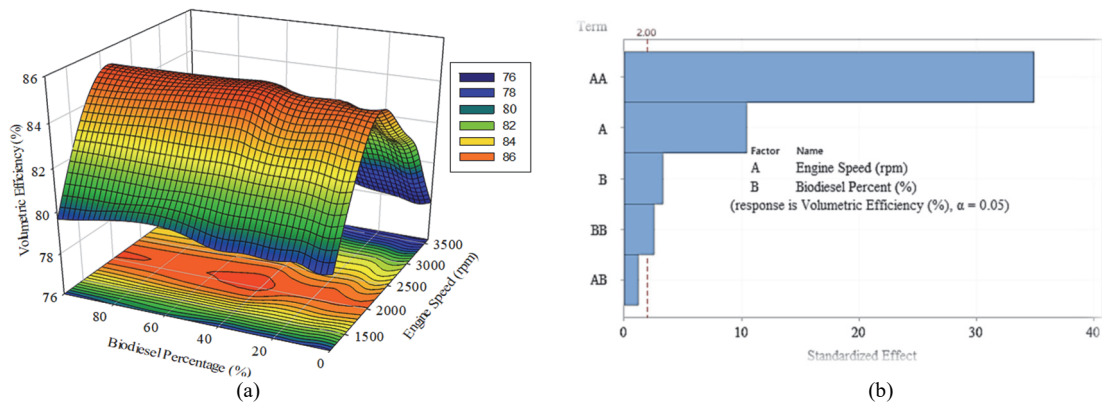 86
84
82
80
78
76
Volumetric Efficiency (%)
80
60
40
20
0
Biodiesel Percentage (%)
1500
2000
2500
3000
3500
Engine Speed (rpm)
76
78
80
82
84
86
(a)
Term
2.00
AA
A
B
BB
AB
Factor Name
A Engine Speed (rpm)
B Biodiesel Percent (%)
(response is Volumetric Efficiency (%), α = 0.05)
0 10 20 30 40
Standardized Effect
(b)